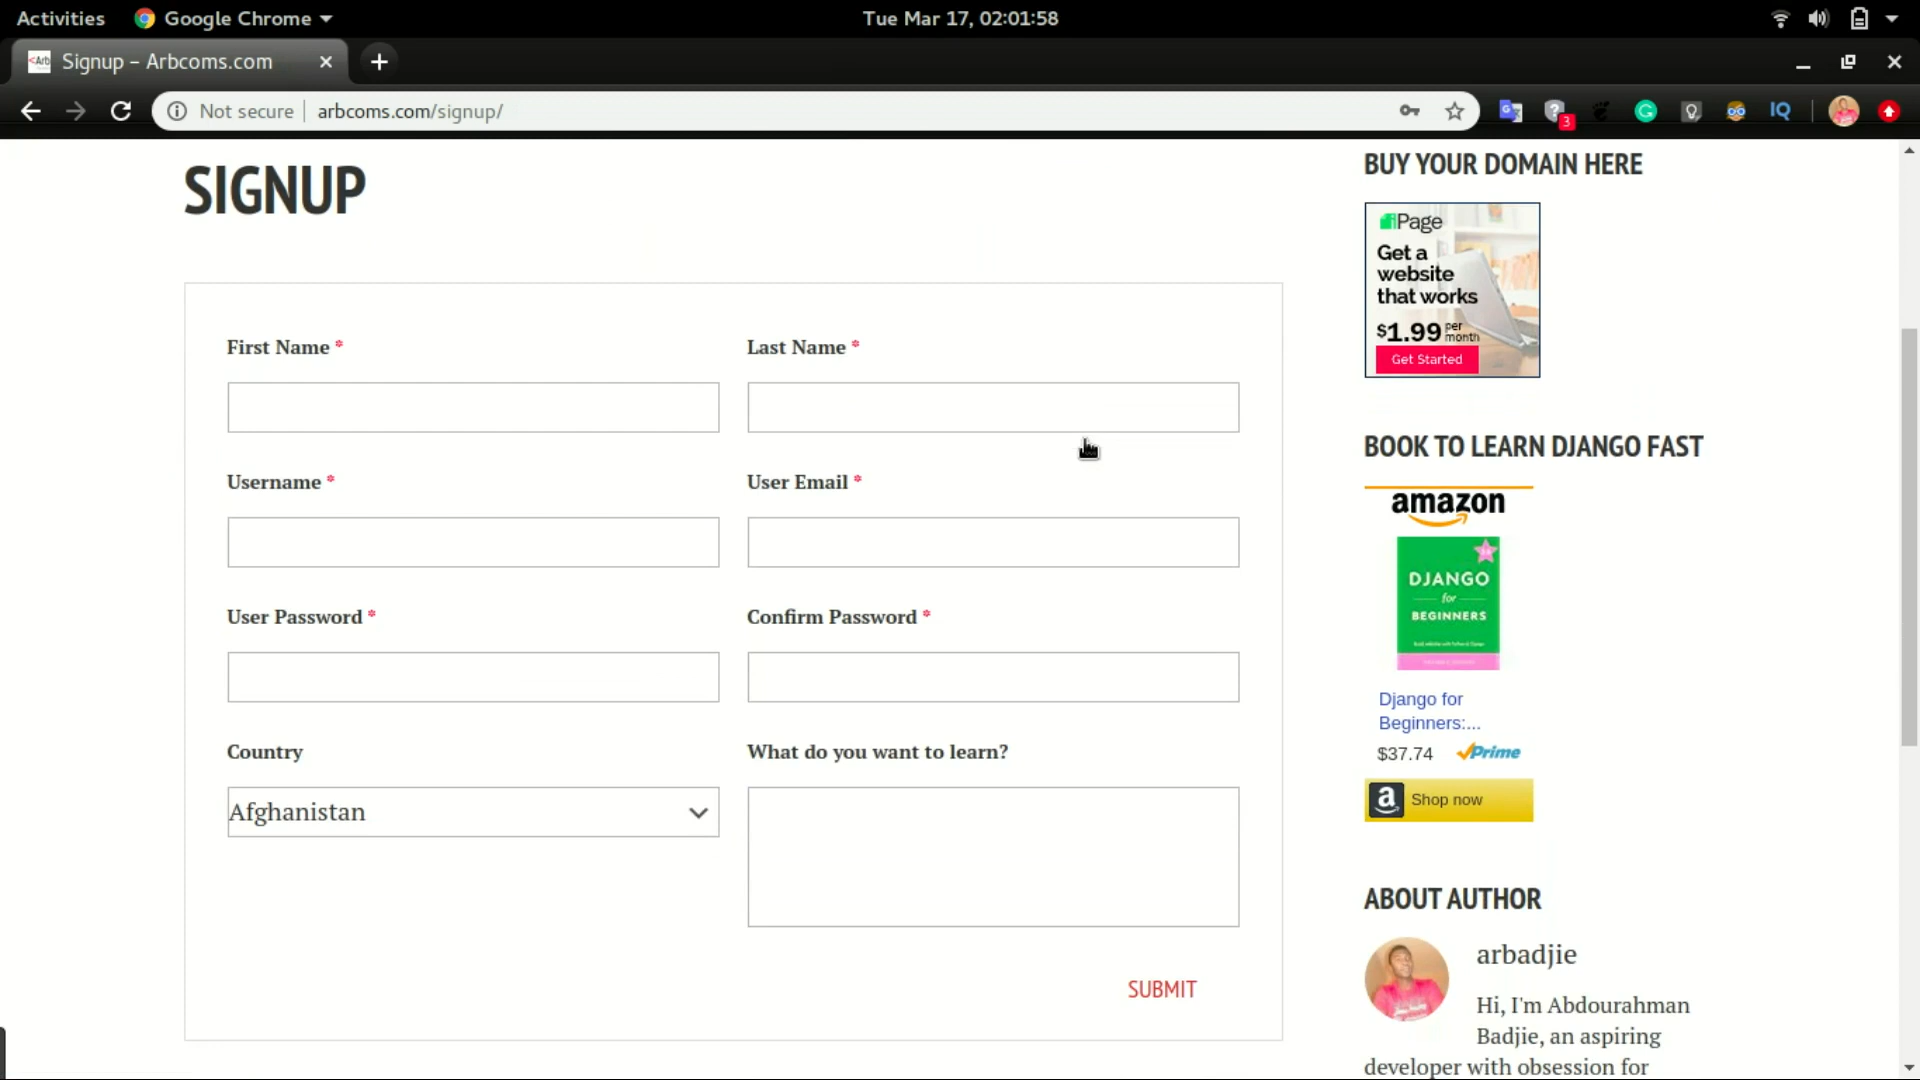 Activities
Google Chrome
Tue Mar 17, 02:01:58
<Arb
Signup – Arbcoms.com
Not secure
arbcoms.com/signup/
3
IQ
SIGNUP
First Name *
Last Name *
Username *
User Email *
User Password *
Confirm Password *
Country
What do you want to learn?
Afghanistan
SUBMIT
BUY YOUR DOMAIN HERE
iPage
Get a
website
that works
$1.99 per month
Get Started
BOOK TO LEARN DJANGO FAST
amazon
DJANGO
for
BEGINNERS
Django for
Beginners:...
$37.74 Prime
a Shop now
ABOUT AUTHOR
arbadjie
Hi, I'm Abdourahman
Badjie, an aspiring
developer with obsession for